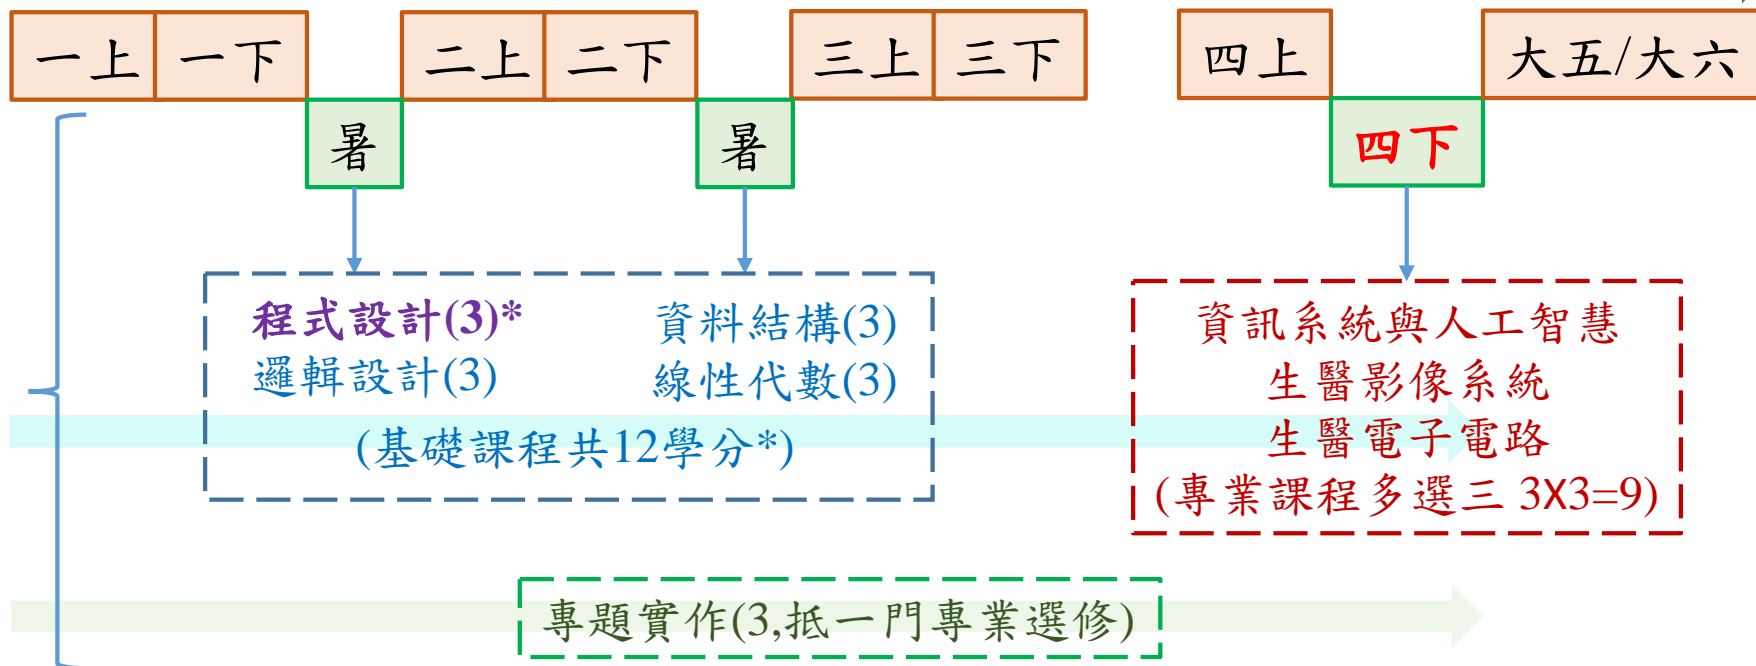 一上 一下 二上 二下 三上 三下 四上 大五/大六
暑 暑 四下
程式設計(3)* 資料結構(3)
邏輯設計(3) 線性代數(3)
(基礎課程共12學分*)
資訊系統與人工智慧
生醫影像系統
生醫電子電路
(專業課程多選三 3X3=9)
專題實作(3,抵一門專業選修)